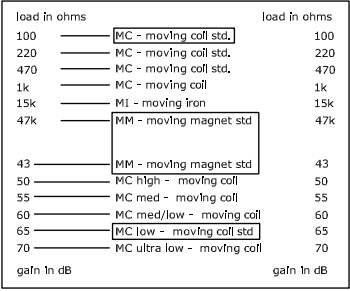 load in ohms load in ohms
100 MC - moving coil std. 100
220 MC - moving coil std. 220
470 MC - moving coil std. 470
1k MC - moving coil 1k
15k MI - moving iron 15k
47k MM - moving magnet std 47k
43 MM - moving magnet std 43
50 MC high - moving coil 50
55 MC med - moving coil 55
60 MC med/low - moving coil 60
65 MC low - moving coil std 65
70 MC ultra low - moving coil 70
gain in dB gain in dB